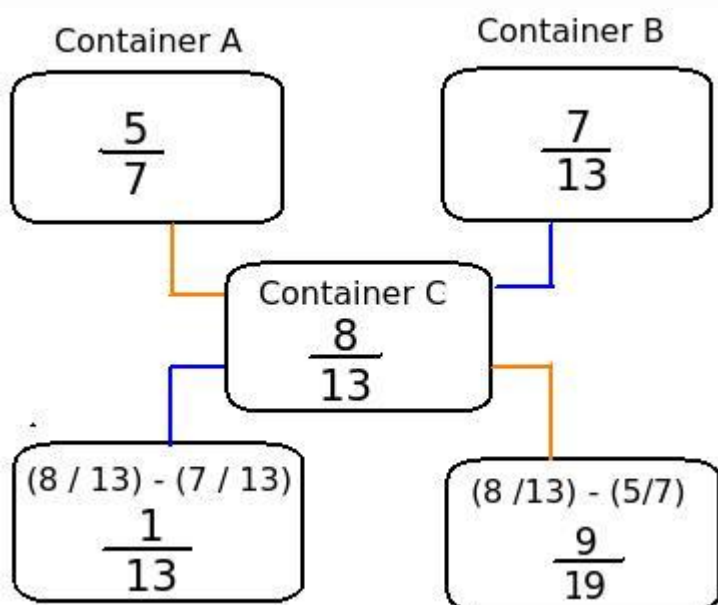 Container A
5
7
Container B
7
13
Container C
8
13
(8 / 13) - (7 / 13)
1
13
(8 /13) - (5/7)
9
19